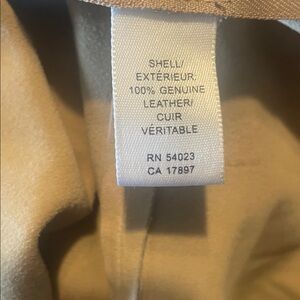 SHELL/
EXTÉRIEUR:
100% GENUINE
LEATHER/
CUIR
VÉRITABLE
RN 54023
CA 17897